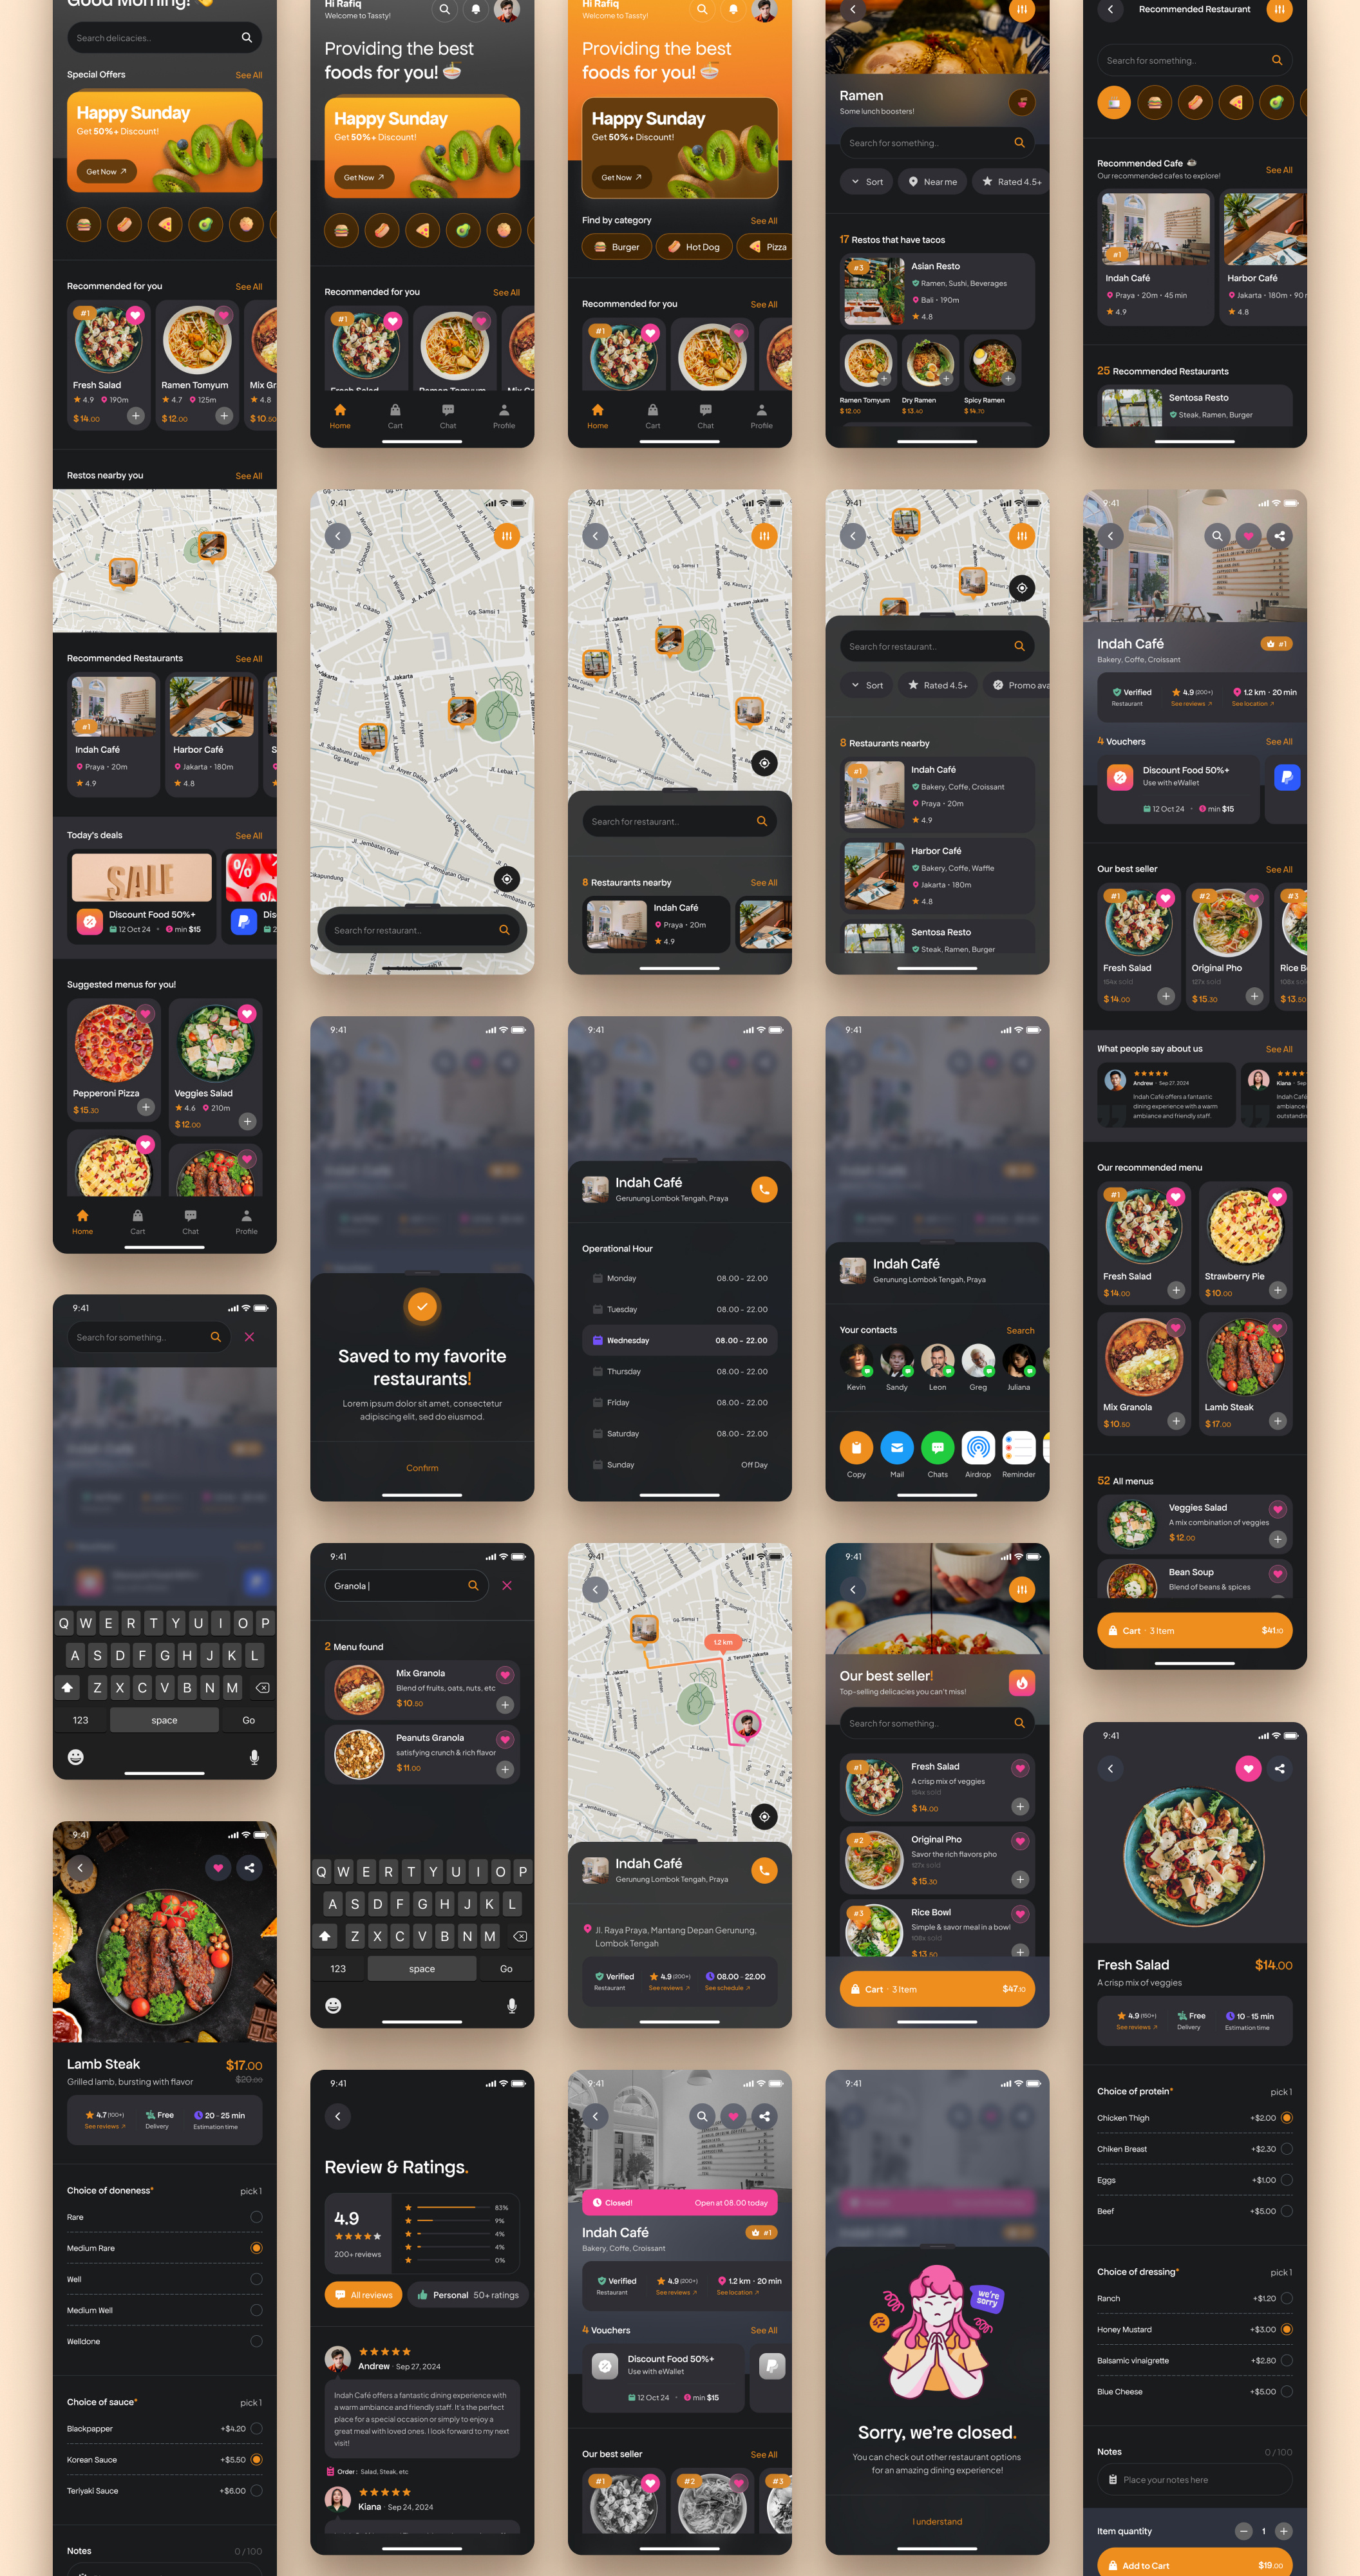 Good Morning!
Search delicacies..
Special Offers
See All
Happy Sunday
Get 50%+ Discount!
Get Now
Recommended for you
See All
#1
Fresh Salad
4.9
190m
$14.00
Ramen Tomyum
4.7
125m
$12.00
Mix Gr
4.8
$10.50
Restos nearby you
See All
Recommended Restaurants
See All
#1
Indah Café
Praya · 20m
4.9
Harbor Café
Jakarta · 180m
4.8
Today's deals
See All
SALE
Discount Food 50%+
12 Oct 24 · min $15
Suggested menus for you!
Pepperoni Pizza
$15.30
Veggies Salad
4.6
210m
$12.00
Home
Cart
Chat
Profile
9:41
Search for something..
Q W E R T Y U I O P
A S D F G H J K L
Z X C V B N M
123
space
Go
9:41
Lamb Steak
$17.00
Grilled lamb, bursting with flavor
$20.00
4.7 (100+)
See reviews
Free
Delivery
20 - 25 min
Estimation time
Choice of doneness*
pick 1
Rare
Medium Rare
Well
Medium Well
Welldone
Choice of sauce*
pick 1
Blackpapper
+$4.20
Korean Sauce
+$5.50
Teriyaki Sauce
+$6.00
Notes
0 / 100
Hi Rafiq
Welcome to Tassty!
Providing the best
foods for you!
Happy Sunday
Get 50%+ Discount!
Get Now
Recommended for you
See All
#1
Home
Cart
Chat
Profile
9:41
Search for restaurant..
9:41
Saved to my favorite
restaurants!
Lorem ipsum dolor sit amet, consectetur
adipiscing elit, sed do eiusmod.
Confirm
9:41
Granola
2 Menu found
Mix Granola
Blend of fruits, oats, nuts, etc
$10.50
Peanuts Granola
satisfying crunch & rich flavor
$11.00
Q W E R T Y U I O P
A S D F G H J K L
Z X C V B N M
123
space
Go
9:41
Review & Ratings.
4.9
200+ reviews
83%
9%
4%
4%
0%
All reviews
Personal 50+ ratings
Andrew · Sep 27, 2024
Indah Café offers a fantastic dining experience with
a warm ambiance and friendly staff. It's the perfect
place for a special occasion or simply to enjoy a
great meal with loved ones. I look forward to my next
visit!
Order : Salad, Steak, etc
Kiana · Sep 24, 2024
Hi Rafiq
Welcome to Tassty!
Providing the best
foods for you!
Happy Sunday
Get 50%+ Discount!
Get Now
Find by category
See All
Burger
Hot Dog
Pizza
Recommended for you
See All
#1
Home
Cart
Chat
Profile
9:41
Search for restaurant..
8 Restaurants nearby
See All
Indah Café
Praya · 20m
4.9
9:41
Indah Café
Gerunung Lombok Tengah, Praya
Operational Hour
Monday
08.00 - 22.00
Tuesday
08.00 - 22.00
Wednesday
08.00 - 22.00
Thursday
08.00 - 22.00
Friday
08.00 - 22.00
Saturday
08.00 - 22.00
Sunday
Off Day
9:41
1.2 km
Indah Café
Gerunung Lombok Tengah, Praya
Jl. Raya Praya, Mantang Depan Gerunung,
Lombok Tengah
Verified
Restaurant
4.9 (200+)
See reviews
08.00 - 22.00
See schedule
9:41
Closed!
Open at 08.00 today
Indah Café
#1
Bakery, Coffe, Croissant
Verified
Restaurant
4.9 (200+)
See reviews
1.2 km · 20 min
See location
4 Vouchers
See All
Discount Food 50%+
Use with eWallet
12 Oct 24 · min $15
Our best seller
See All
#1
#2
#3
Ramen
Some lunch boosters!
Search for something..
Sort
Near me
Rated 4.5+
17 Restos that have tacos
#3
Asian Resto
Ramen, Sushi, Beverages
Bali · 190m
4.8
Ramen Tomyum
$12.00
Dry Ramen
$13.40
Spicy Ramen
$14.70
9:41
Search for restaurant..
Sort
Rated 4.5+
Promo ava
8 Restaurants nearby
#1
Indah Café
Bakery, Coffe, Croissant
Praya · 20m
4.9
Harbor Café
Bakery, Coffe, Waffle
Jakarta · 180m
4.8
Sentosa Resto
Steak, Ramen, Burger
9:41
Indah Café
Gerunung Lombok Tengah, Praya
Your contacts
Search
Kevin
Sandy
Leon
Greg
Juliana
Copy
Mail
Chats
Airdrop
Reminder
Our best seller!
Top-selling delicacies you can't miss!
Search for something..
#1
Fresh Salad
A crisp mix of veggies
154x sold
$14.00
#2
Original Pho
Savor the rich flavors pho
127x sold
$15.30
#3
Rice Bowl
Simple & savor meal in a bowl
108x sold
$13.50
Cart · 3 Item
$47.10
9:41
we're
sorry
Sorry, we're closed.
You can check out other restaurant options
for an amazing dining experience!
I understand
Recommended Restaurant
Search for something..
Recommended Cafe
See All
Our recommended cafes to explore!
#1
Indah Café
Praya · 20m · 45 min
4.9
Harbor Café
Jakarta · 180m · 90
4.8
25 Recommended Restaurants
Sentosa Resto
Steak, Ramen, Burger
9:41
Indah Café
#1
Bakery, Coffe, Croissant
Verified
Restaurant
4.9 (200+)
See reviews
1.2 km · 20 min
See location
4 Vouchers
See All
Discount Food 50%+
Use with eWallet
12 Oct 24 · min $15
Our best seller
See All
#1
Fresh Salad
154x sold
$14.00
#2
Original Pho
127x sold
$15.30
#3
Rice B
108x sold
$13.50
What people say about us
See All
Andrew · Sep 27, 2024
Indah Café offers a fantastic
dining experience with a warm
ambiance and friendly staff.
Kiana · Sep
Our recommended menu
#1
Fresh Salad
$14.00
Strawberry Pie
$10.00
Mix Granola
$10.50
Lamb Steak
$17.00
52 All menus
Veggies Salad
A mix combination of veggies
$12.00
Bean Soup
Blend of beans & spices
Cart · 3 Item
$41.10
9:41
Fresh Salad
$14.00
A crisp mix of veggies
4.9 (150+)
See reviews
Free
Delivery
10 - 15 min
Estimation time
Choice of protein*
pick 1
Chicken Thigh
+$2.00
Chiken Breast
+$2.30
Eggs
+$1.00
Beef
+$5.00
Choice of dressing*
pick 1
Ranch
+$1.20
Honey Mustard
+$3.00
Balsamic vinaigrette
+$2.80
Blue Cheese
+$5.00
Notes
0 / 100
Place your notes here
Item quantity
1
Add to Cart
$19.00